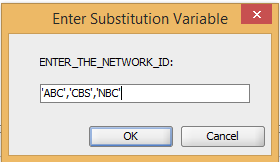 Enter Substitution Variable
ENTER_THE_NETWORK_ID:
'ABC','CBS','NBC'
OK
Cancel